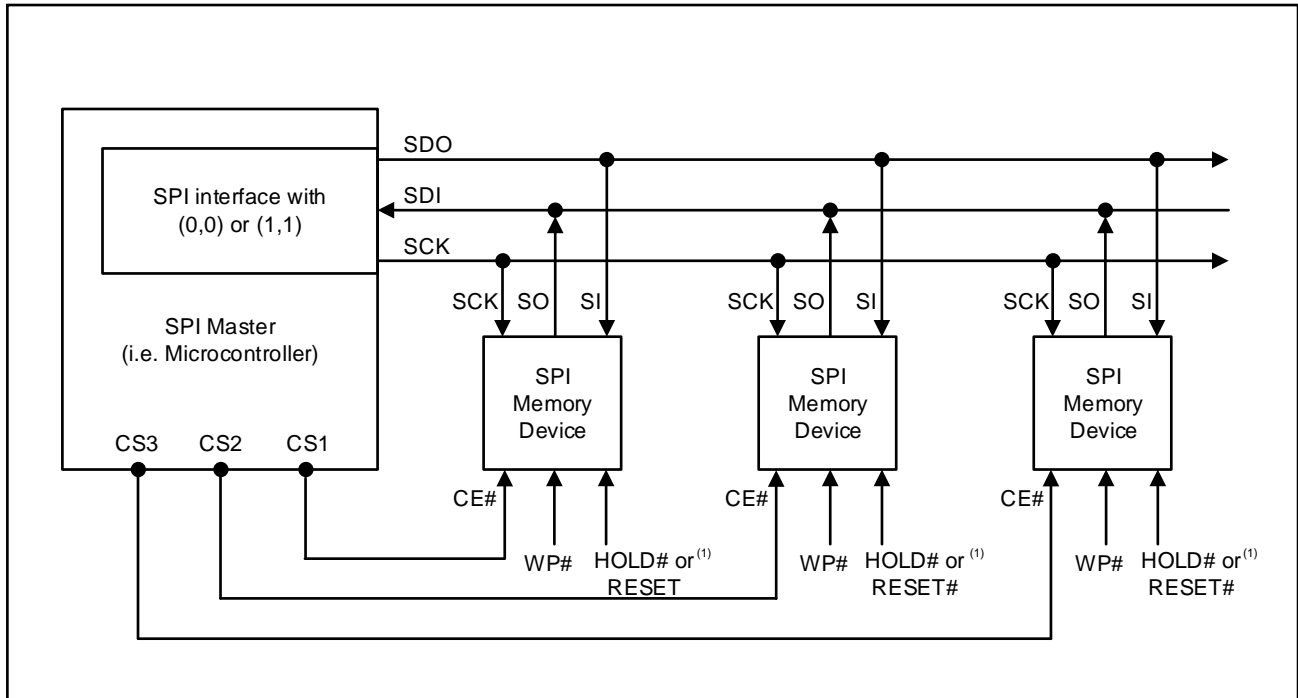 SDO
SPI interface with
(0,0) or (1,1)
SDI
SCK
SPI Master
(i.e. Microcontroller)
CS3 CS2 CS1
SCK SO SI
SPI
Memory
Device
CE#
WP#
HOLD# or (1)
RESET
SCK SO SI
SPI
Memory
Device
CE#
WP#
HOLD# or (1)
RESET#
SCK SO SI
SPI
Memory
Device
CE#
WP#
HOLD# or (1)
RESET#